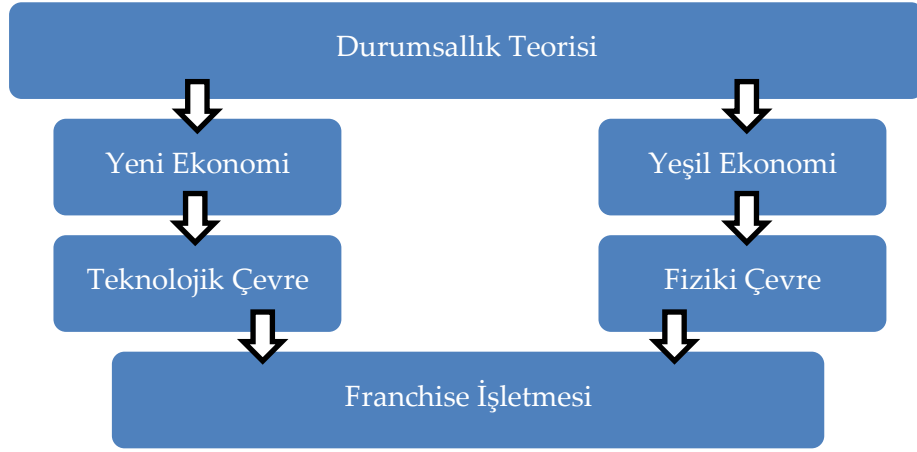 Durumsallık Teorisi
Yeni Ekonomi
Yeşil Ekonomi
Teknolojik Çevre
Fiziki Çevre
Franchise İşletmesi